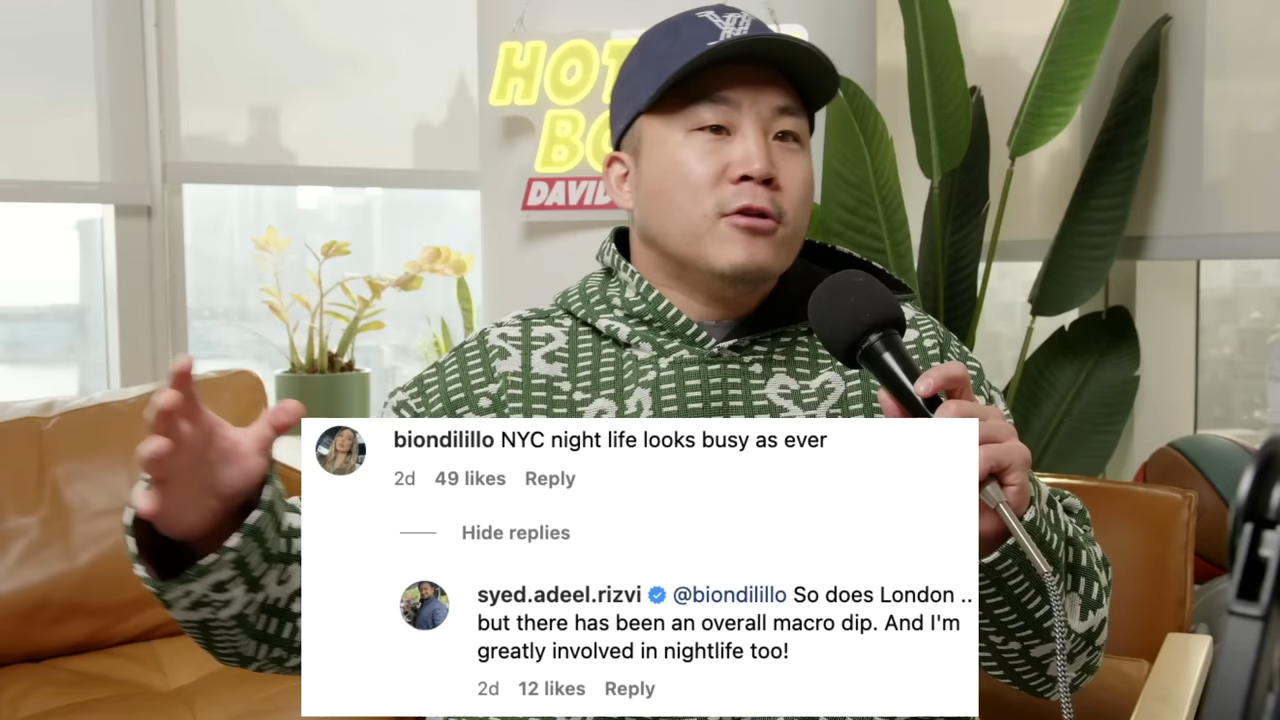 HOT
BO
DAVID
biondilillo NYC night life looks busy as ever
2d 49 likes Reply
Hide replies
syed.adeel.rizvi @biondilillo So does London ..
but there has been an overall macro dip. And I'm
greatly involved in nightlife too!
2d 12 likes Reply